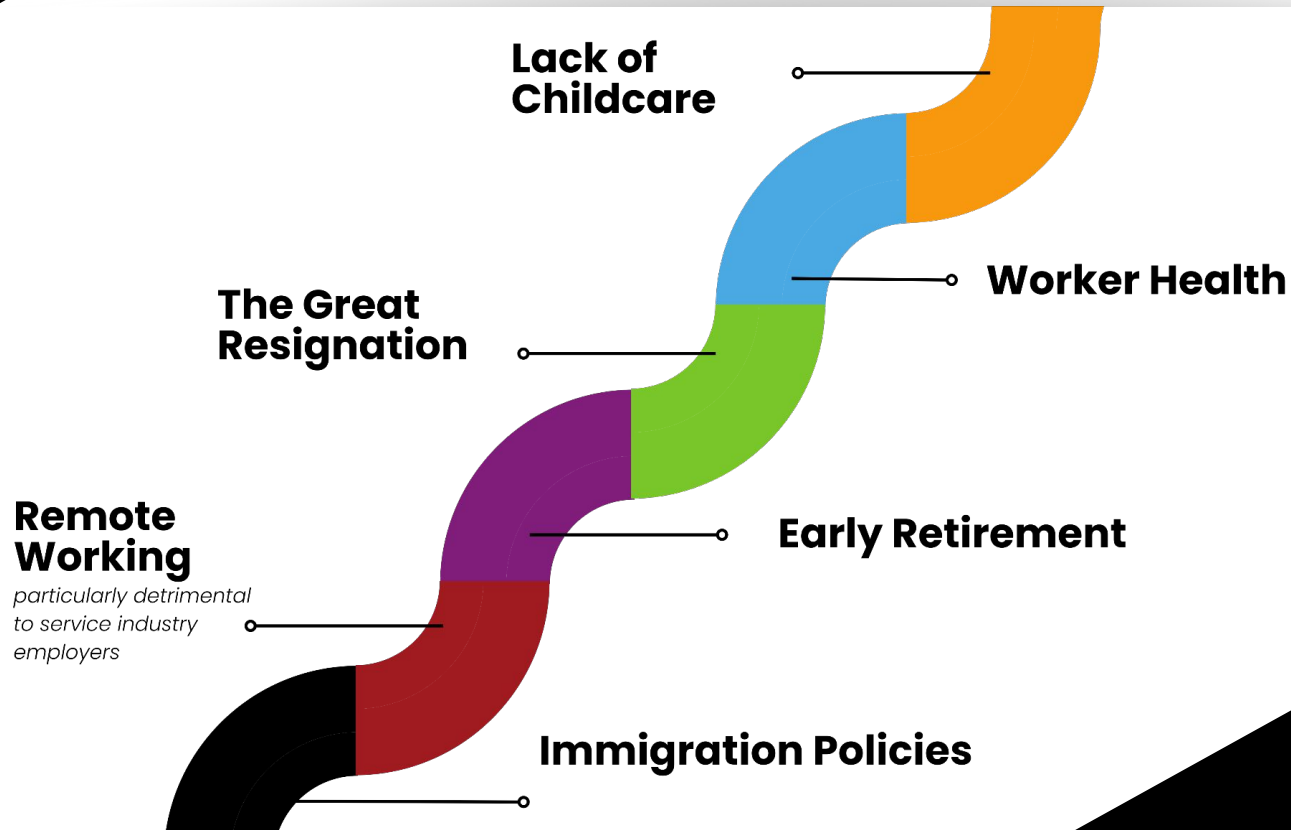 Lack of
Childcare
Worker Health
The Great
Resignation
Early Retirement
Remote
Working
particularly detrimental
to service industry
employers
Immigration Policies